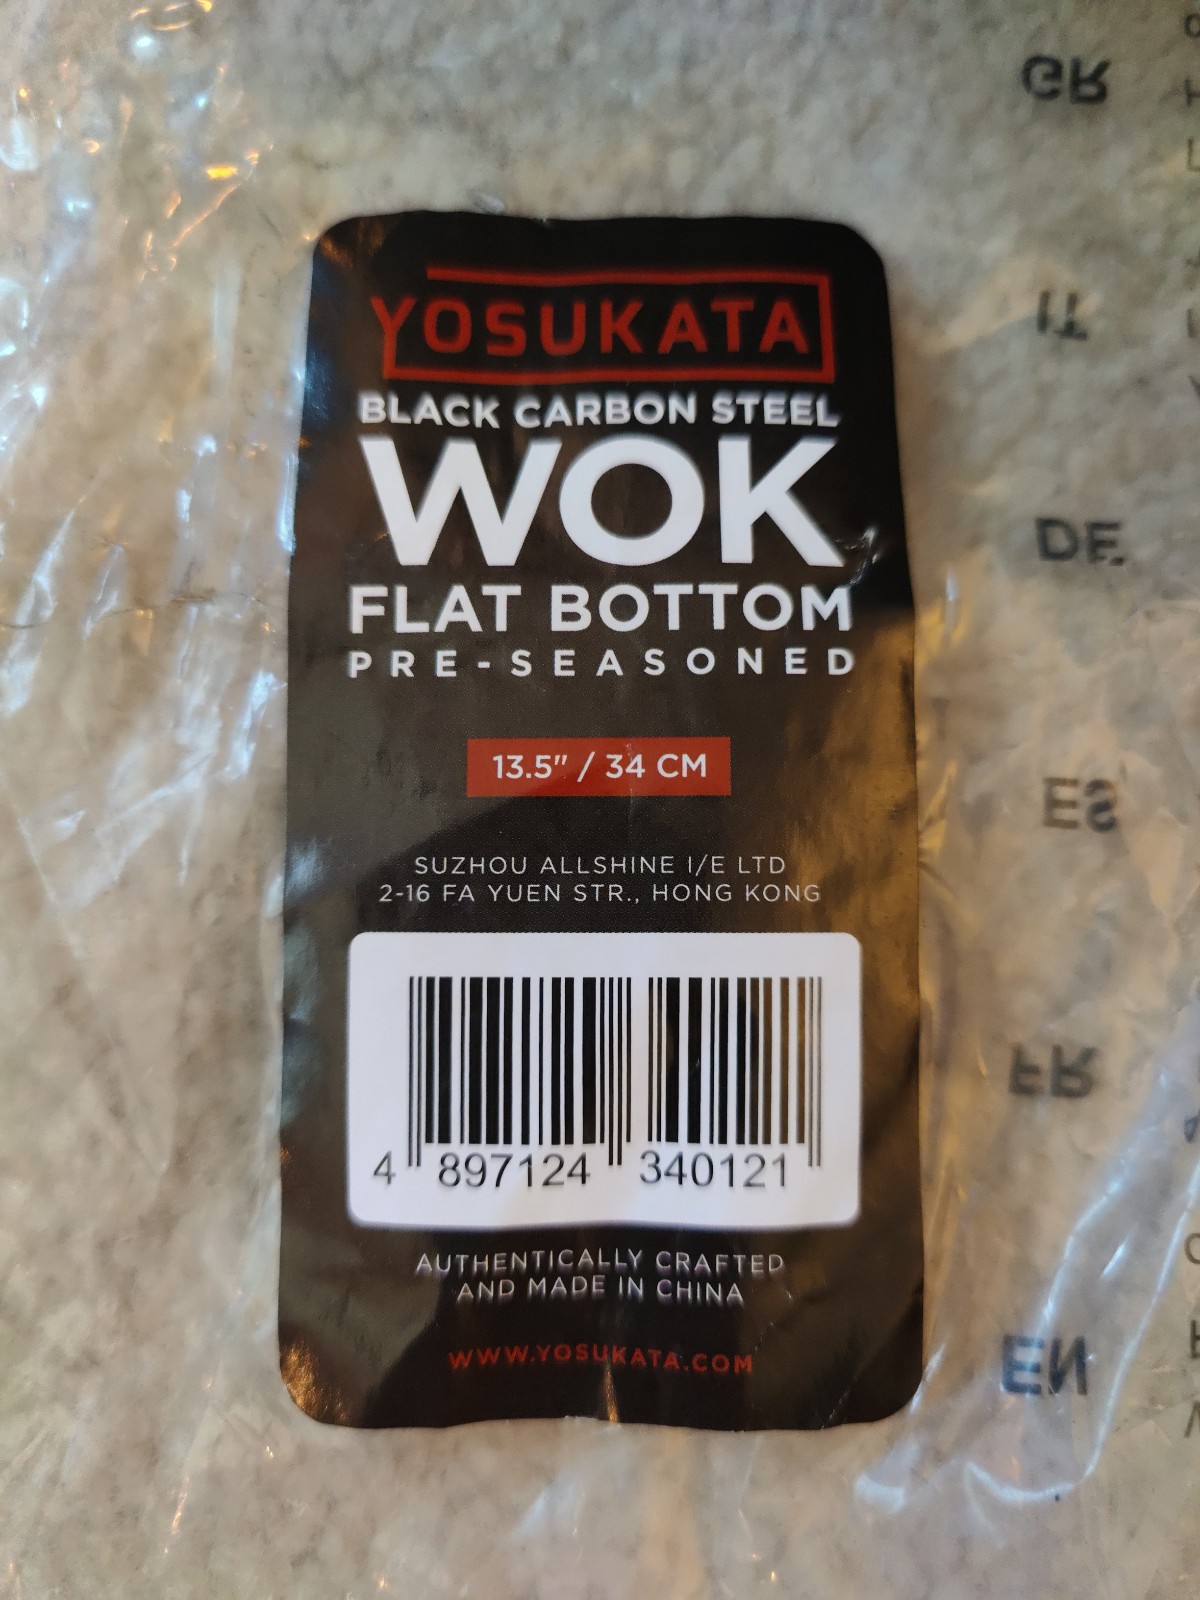 YOSUKATA
BLACK CARBON STEEL
WOK
FLAT BOTTOM
PRE-SEASONED
13.5" / 34 CM
SUZHOU ALLSHINE I/E LTD
2-16 FA YUEN STR., HONG KONG
4 897124 340121
AUTHENTICALLY CRAFTED
AND MADE IN CHINA
WWW.YOSUKATA.COM
GR
IT
DE
ES
FR
EN